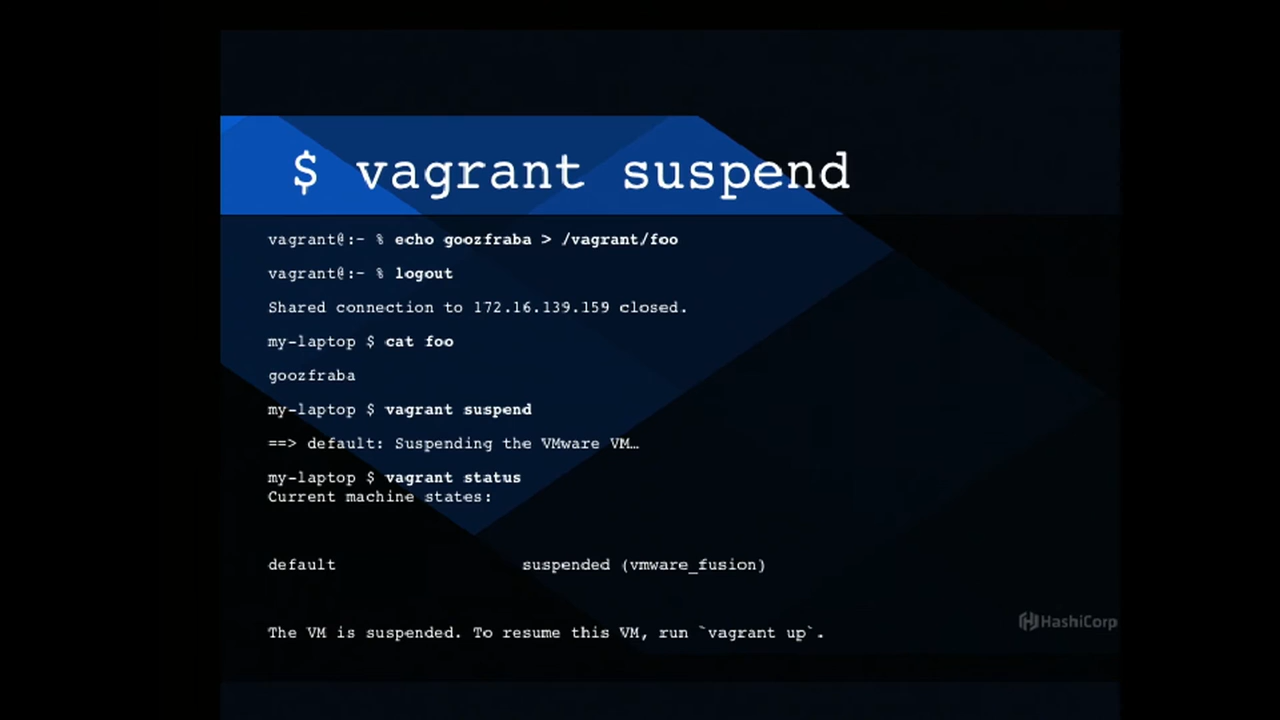 $ vagrant suspend
vagrant@:~ % echo goozfraba > /vagrant/foo
vagrant@:~ % logout
Shared connection to 172.16.139.159 closed.
my-laptop $ cat foo
goozfraba
my-laptop $ vagrant suspend
==> default: Suspending the VMware VM…
my-laptop $ vagrant status
Current machine states:
default suspended (vmware_fusion)
HashiCorp
The VM is suspended. To resume this VM, run `vagrant up`.